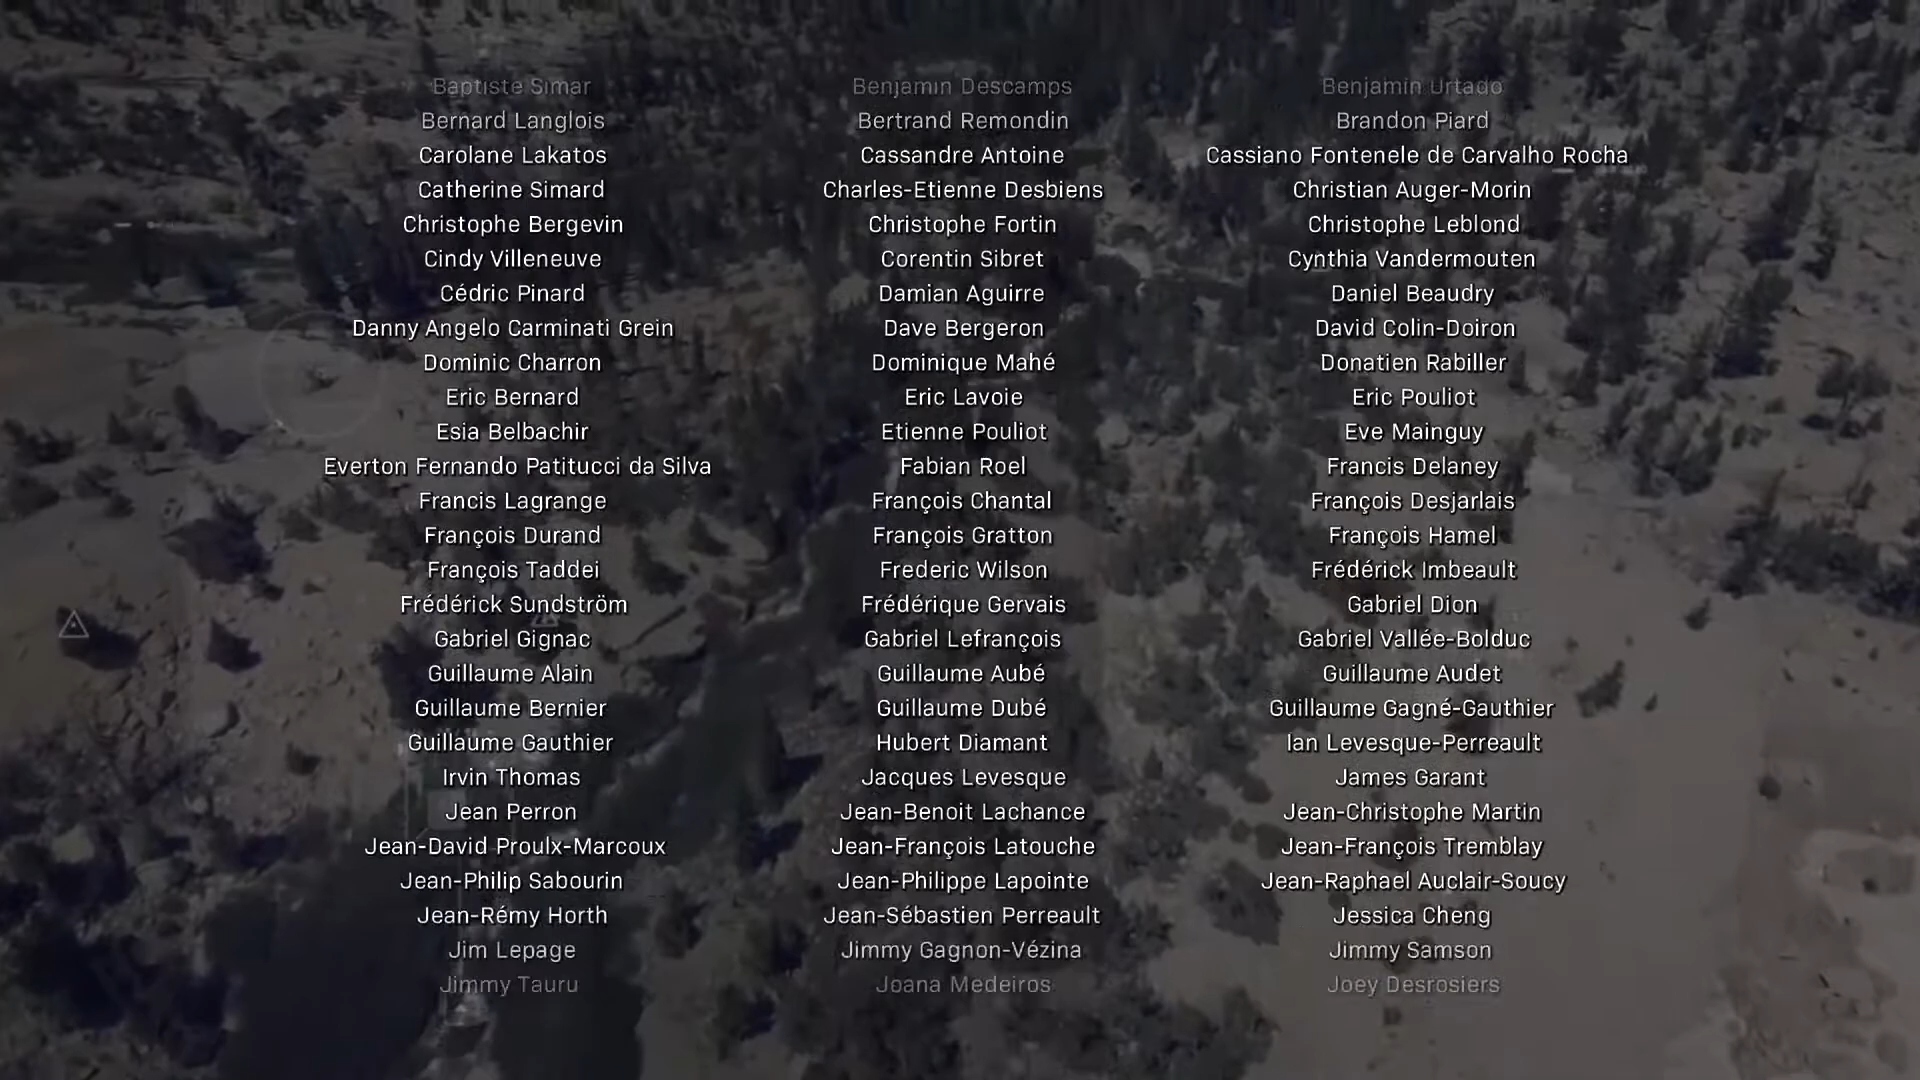 Baptiste Simar Benjamin Descamps Benjamin Urtado
Bernard Langlois Bertrand Remondin Brandon Piard
Carolane Lakatos Cassandre Antoine Cassiano Fontenele de Carvalho Rocha
Catherine Simard Charles-Etienne Desbiens Christian Auger-Morin
Christophe Bergevin Christophe Fortin Christophe Leblond
Cindy Villeneuve Corentin Sibret Cynthia Vandermouten
Cédric Pinard Damian Aguirre Daniel Beaudry
Danny Angelo Carminati Grein Dave Bergeron David Colin-Doiron
Dominic Charron Dominique Mahé Donatien Rabiller
Eric Bernard Eric Lavoie Eric Pouliot
Esia Belbachir Etienne Pouliot Eve Mainguy
Everton Fernando Patitucci da Silva Fabian Roel Francis Delaney
Francis Lagrange François Chantal François Desjarlais
François Durand François Gratton François Hamel
François Taddei Frederic Wilson Frédérick Imbeault
Frédérick Sundström Frédérique Gervais Gabriel Dion
Gabriel Gignac Gabriel Lefrançois Gabriel Vallée-Bolduc
Guillaume Alain Guillaume Aubé Guillaume Audet
Guillaume Bernier Guillaume Dubé Guillaume Gagné-Gauthier
Guillaume Gauthier Hubert Diamant Ian Levesque-Perreault
Irvin Thomas Jacques Levesque James Garant
Jean Perron Jean-Benoit Lachance Jean-Christophe Martin
Jean-David Proulx-Marcoux Jean-François Latouche Jean-François Tremblay
Jean-Philip Sabourin Jean-Philippe Lapointe Jean-Raphael Auclair-Soucy
Jean-Rémy Horth Jean-Sébastien Perreault Jessica Cheng
Jim Lepage Jimmy Gagnon-Vézina Jimmy Samson
Jimmy Tauru Joana Medeiros Joey Desrosiers